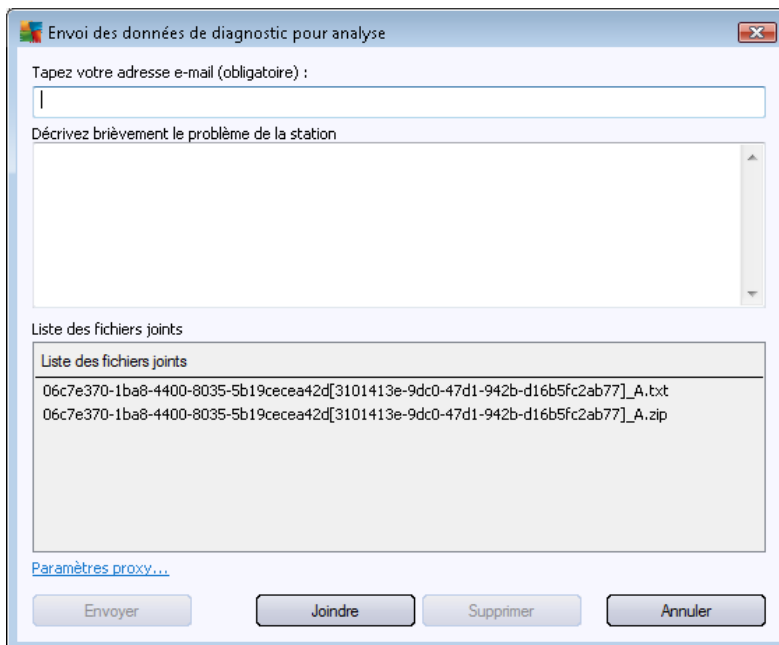 Envoi des données de diagnostic pour analyse
Tapez votre adresse e-mail (obligatoire) :
Décrivez brièvement le problème de la station
Liste des fichiers joints
Liste des fichiers joints
06c7e370-1ba8-4400-8035-5b19cecea42d[3101413e-9dc0-47d1-942b-d16b5fc2ab77]_A.txt
06c7e370-1ba8-4400-8035-5b19cecea42d[3101413e-9dc0-47d1-942b-d16b5fc2ab77]_A.zip
Paramètres proxy...
Envoyer Joindre Supprimer Annuler